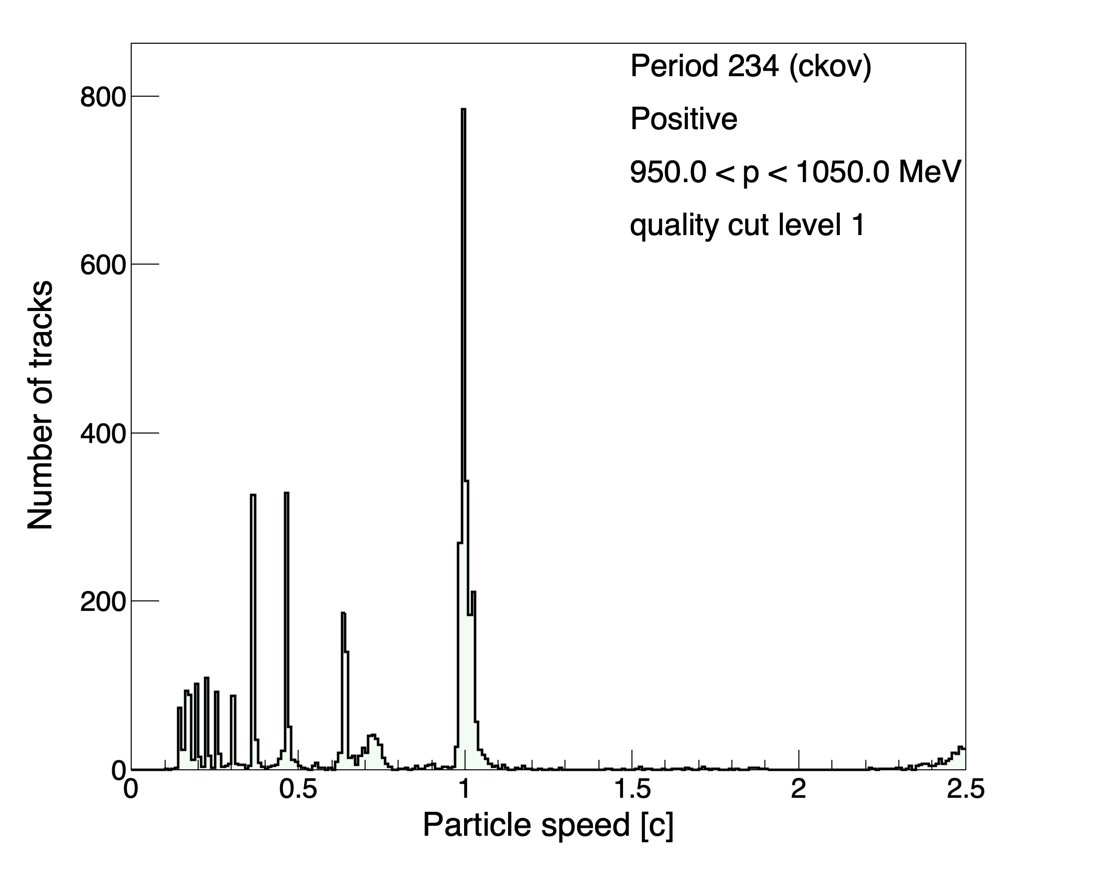 Period 234 (ckov)
Positive
950.0 < p < 1050.0 MeV
quality cut level 1
Number of tracks
800
600
400
200
0
0 0.5 1 1.5 2 2.5
Particle speed [c]